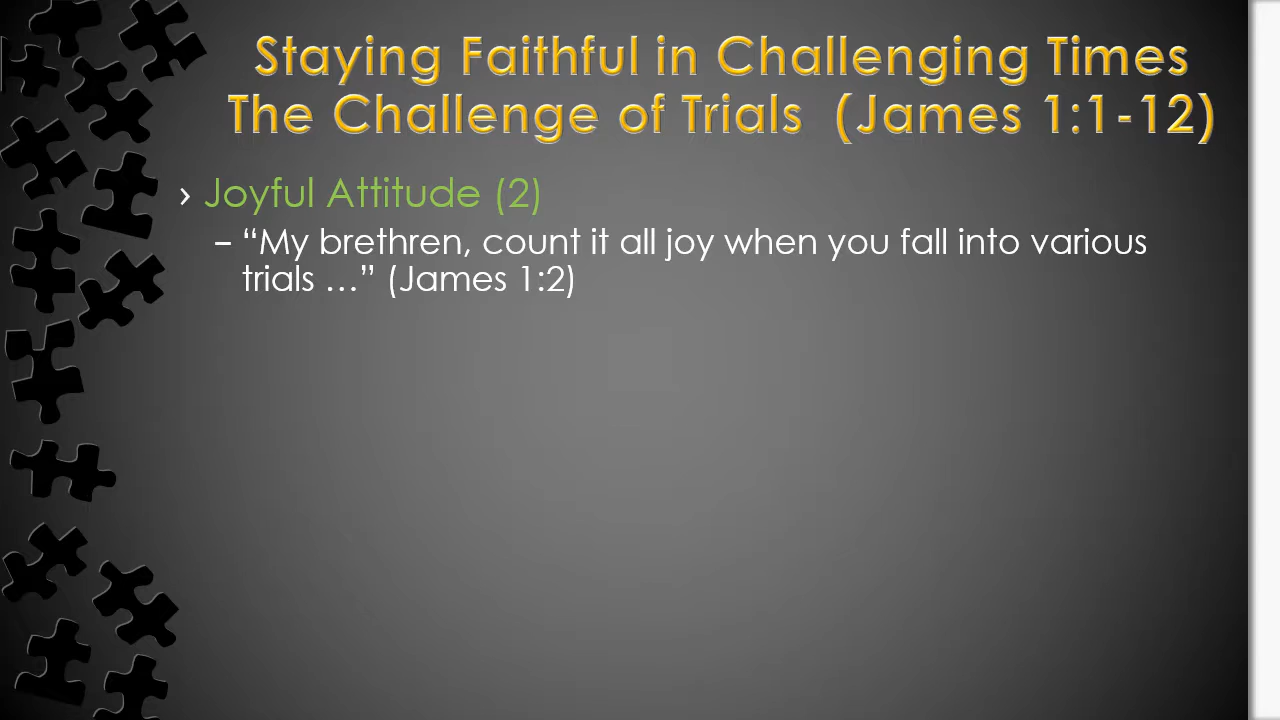 Staying Faithful in Challenging Times
The Challenge of Trials (James 1:1-12)
› Joyful Attitude (2)
– “My brethren, count it all joy when you fall into various
trials …” (James 1:2)